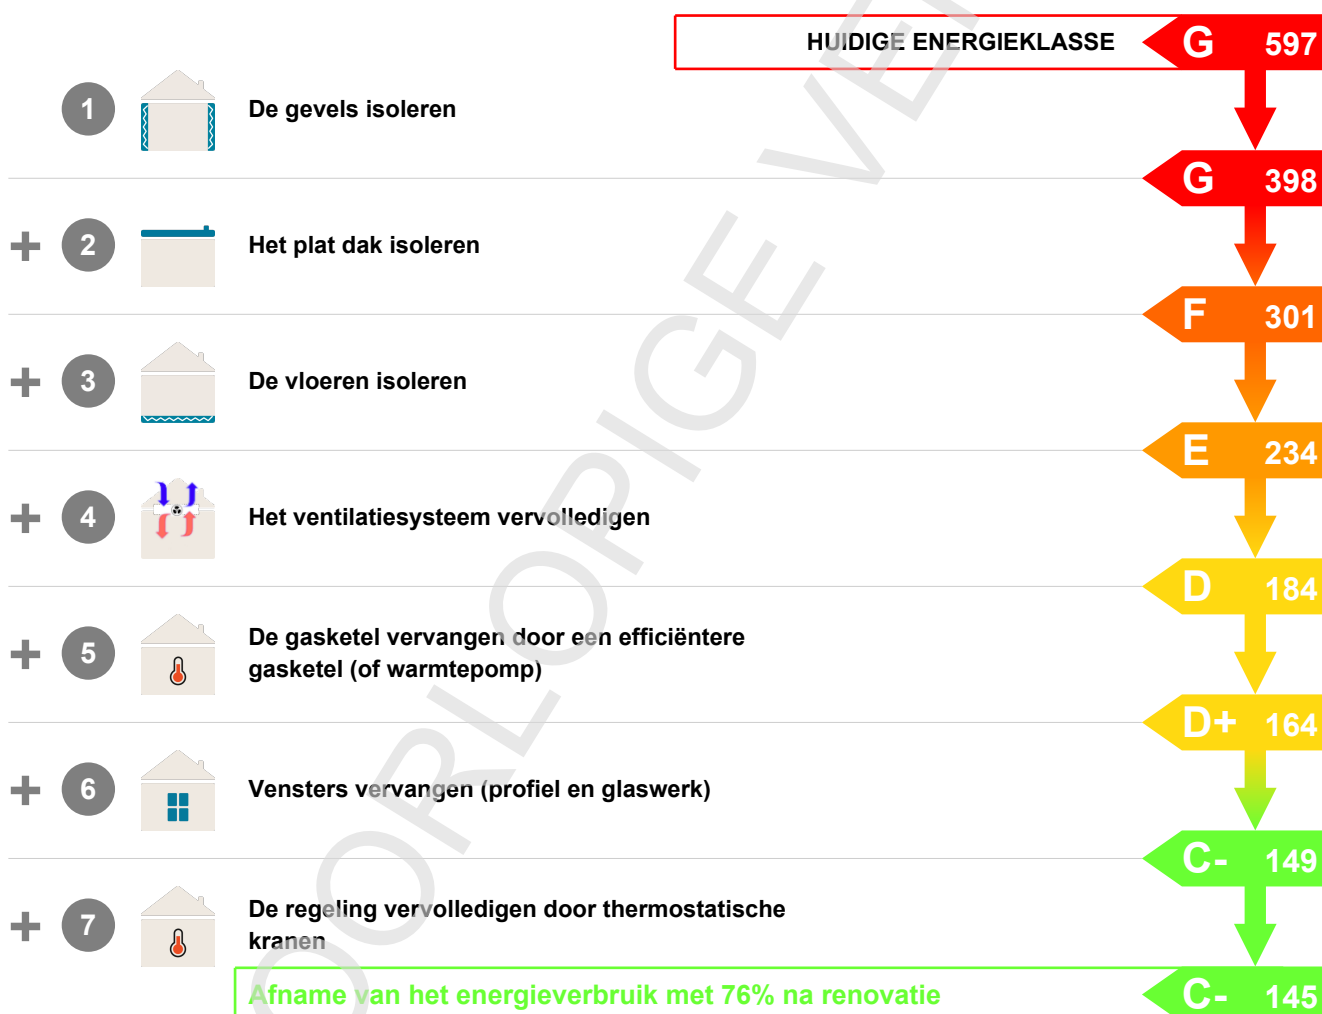 HUIDIGE ENERGIEKLASSE G 597
1 De gevels isoleren
G 398
+ 2 Het plat dak isoleren
F 301
+ 3 De vloeren isoleren
E 234
+ 4 Het ventilatiesysteem vervolledigen
D 184
+ 5 De gasketel vervangen door een efficiëntere
gasketel (of warmtepomp)
D+ 164
+ 6 Vensters vervangen (profiel en glaswerk)
C- 149
+ 7 De regeling vervolledigen door thermostatische
kranen
Afname van het energieverbruik met 76% na renovatie C- 145